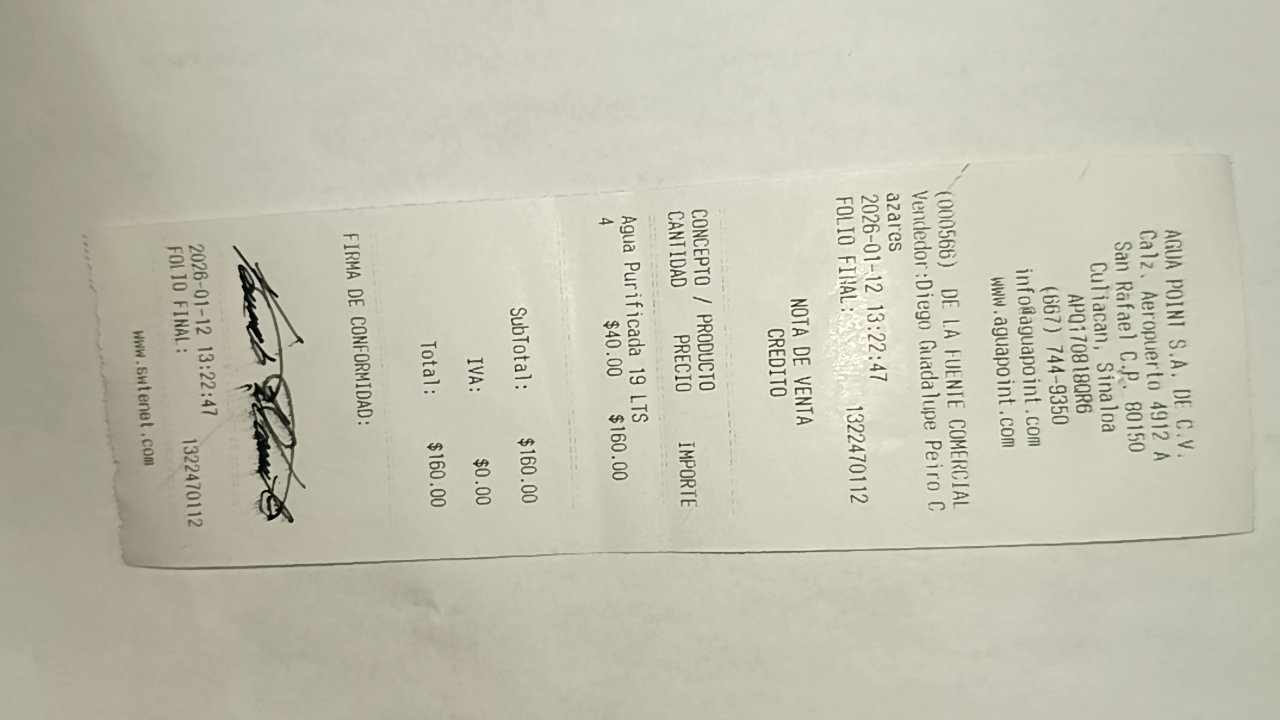 AGUA POINT S.A. DE C.V.
Calz. Aeropuerto 4912 A
San Rafael C.P. 80150
Culiacan, Sinaloa
APO170818QR6
(667) 744-9350
info@aguapoint.com
www.aguapoint.com
(000566) DE LA FUENTE COMERCIAL
Vendedor:Diego Guadalupe Peiro C
azares
2026-01-12 13:22:47
FOLIO FINAL: 1322470112
NOTA DE VENTA
CREDITO
CONCEPTO / PRODUCTO
CANTIDAD PRECIO IMPORTE
Agua Purificada 19 LTS
4 $40.00 $160.00
SubTotal: $160.00
IVA: $0.00
Total: $160.00
FIRMA DE CONFORMIDAD:
2026-01-12 13:22:47
FOLIO FINAL: 1322470112
www.swtenet.com